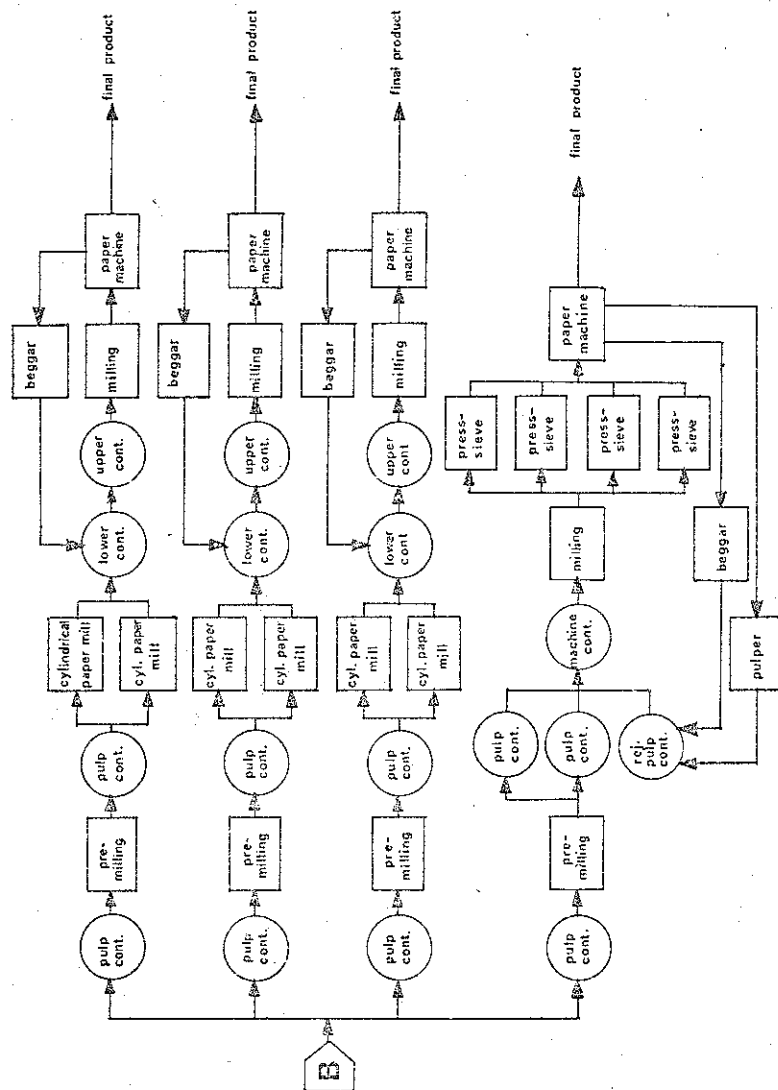 B
pulp
cont.
pre-
milling
pulp
cont.
cylindrical
paper mill
cyl. paper
mill
lower
cont.
upper
cont.
milling
paper
machine
beggar
final product
pulp
cont.
pre-
milling
pulp
cont.
cyl. paper
mill
cyl. paper
mill
lower
cont.
upper
cont.
milling
paper
machine
beggar
final product
pulp
cont.
pre-
milling
pulp
cont.
cyl. paper
mill
cyl. paper
mill
lower
cont
upper
cont
milling
paper
machine
beggar
final product
pulp
cont.
pre-
milling
pulp
cont.
pulp
cont.
rej.
pulp
cont.
machine
cont.
milling
press-
sieve
press-
sieve
press-
sieve
press-
sieve
paper
machine
beggar
pulper
final product